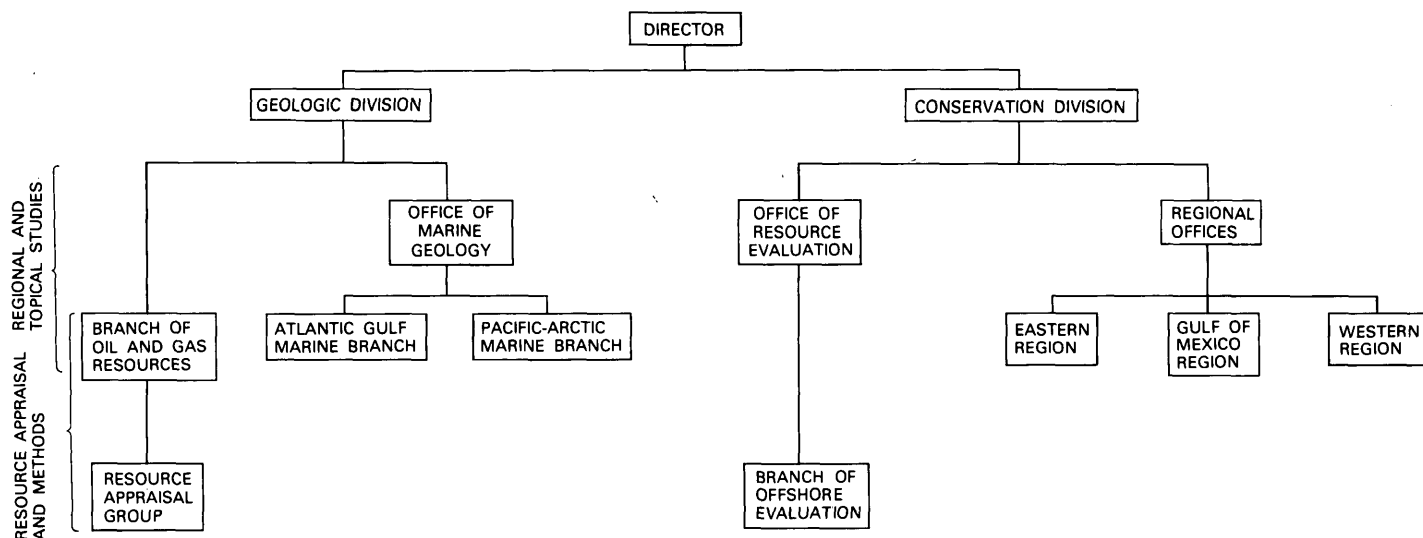 DIRECTOR
GEOLOGIC DIVISION
CONSERVATION DIVISION
REGIONAL AND
TOPICAL STUDIES
OFFICE OF
MARINE
GEOLOGY
OFFICE OF
RESOURCE
EVALUATION
REGIONAL
OFFICES
BRANCH OF
OIL AND GAS
RESOURCES
ATLANTIC GULF
MARINE BRANCH
PACIFIC-ARCTIC
MARINE BRANCH
EASTERN
REGION
GULF OF
MEXICO
REGION
WESTERN
REGION
RESOURCE APPRAISAL
AND METHODS
RESOURCE
APPRAISAL
GROUP
BRANCH OF
OFFSHORE
EVALUATION